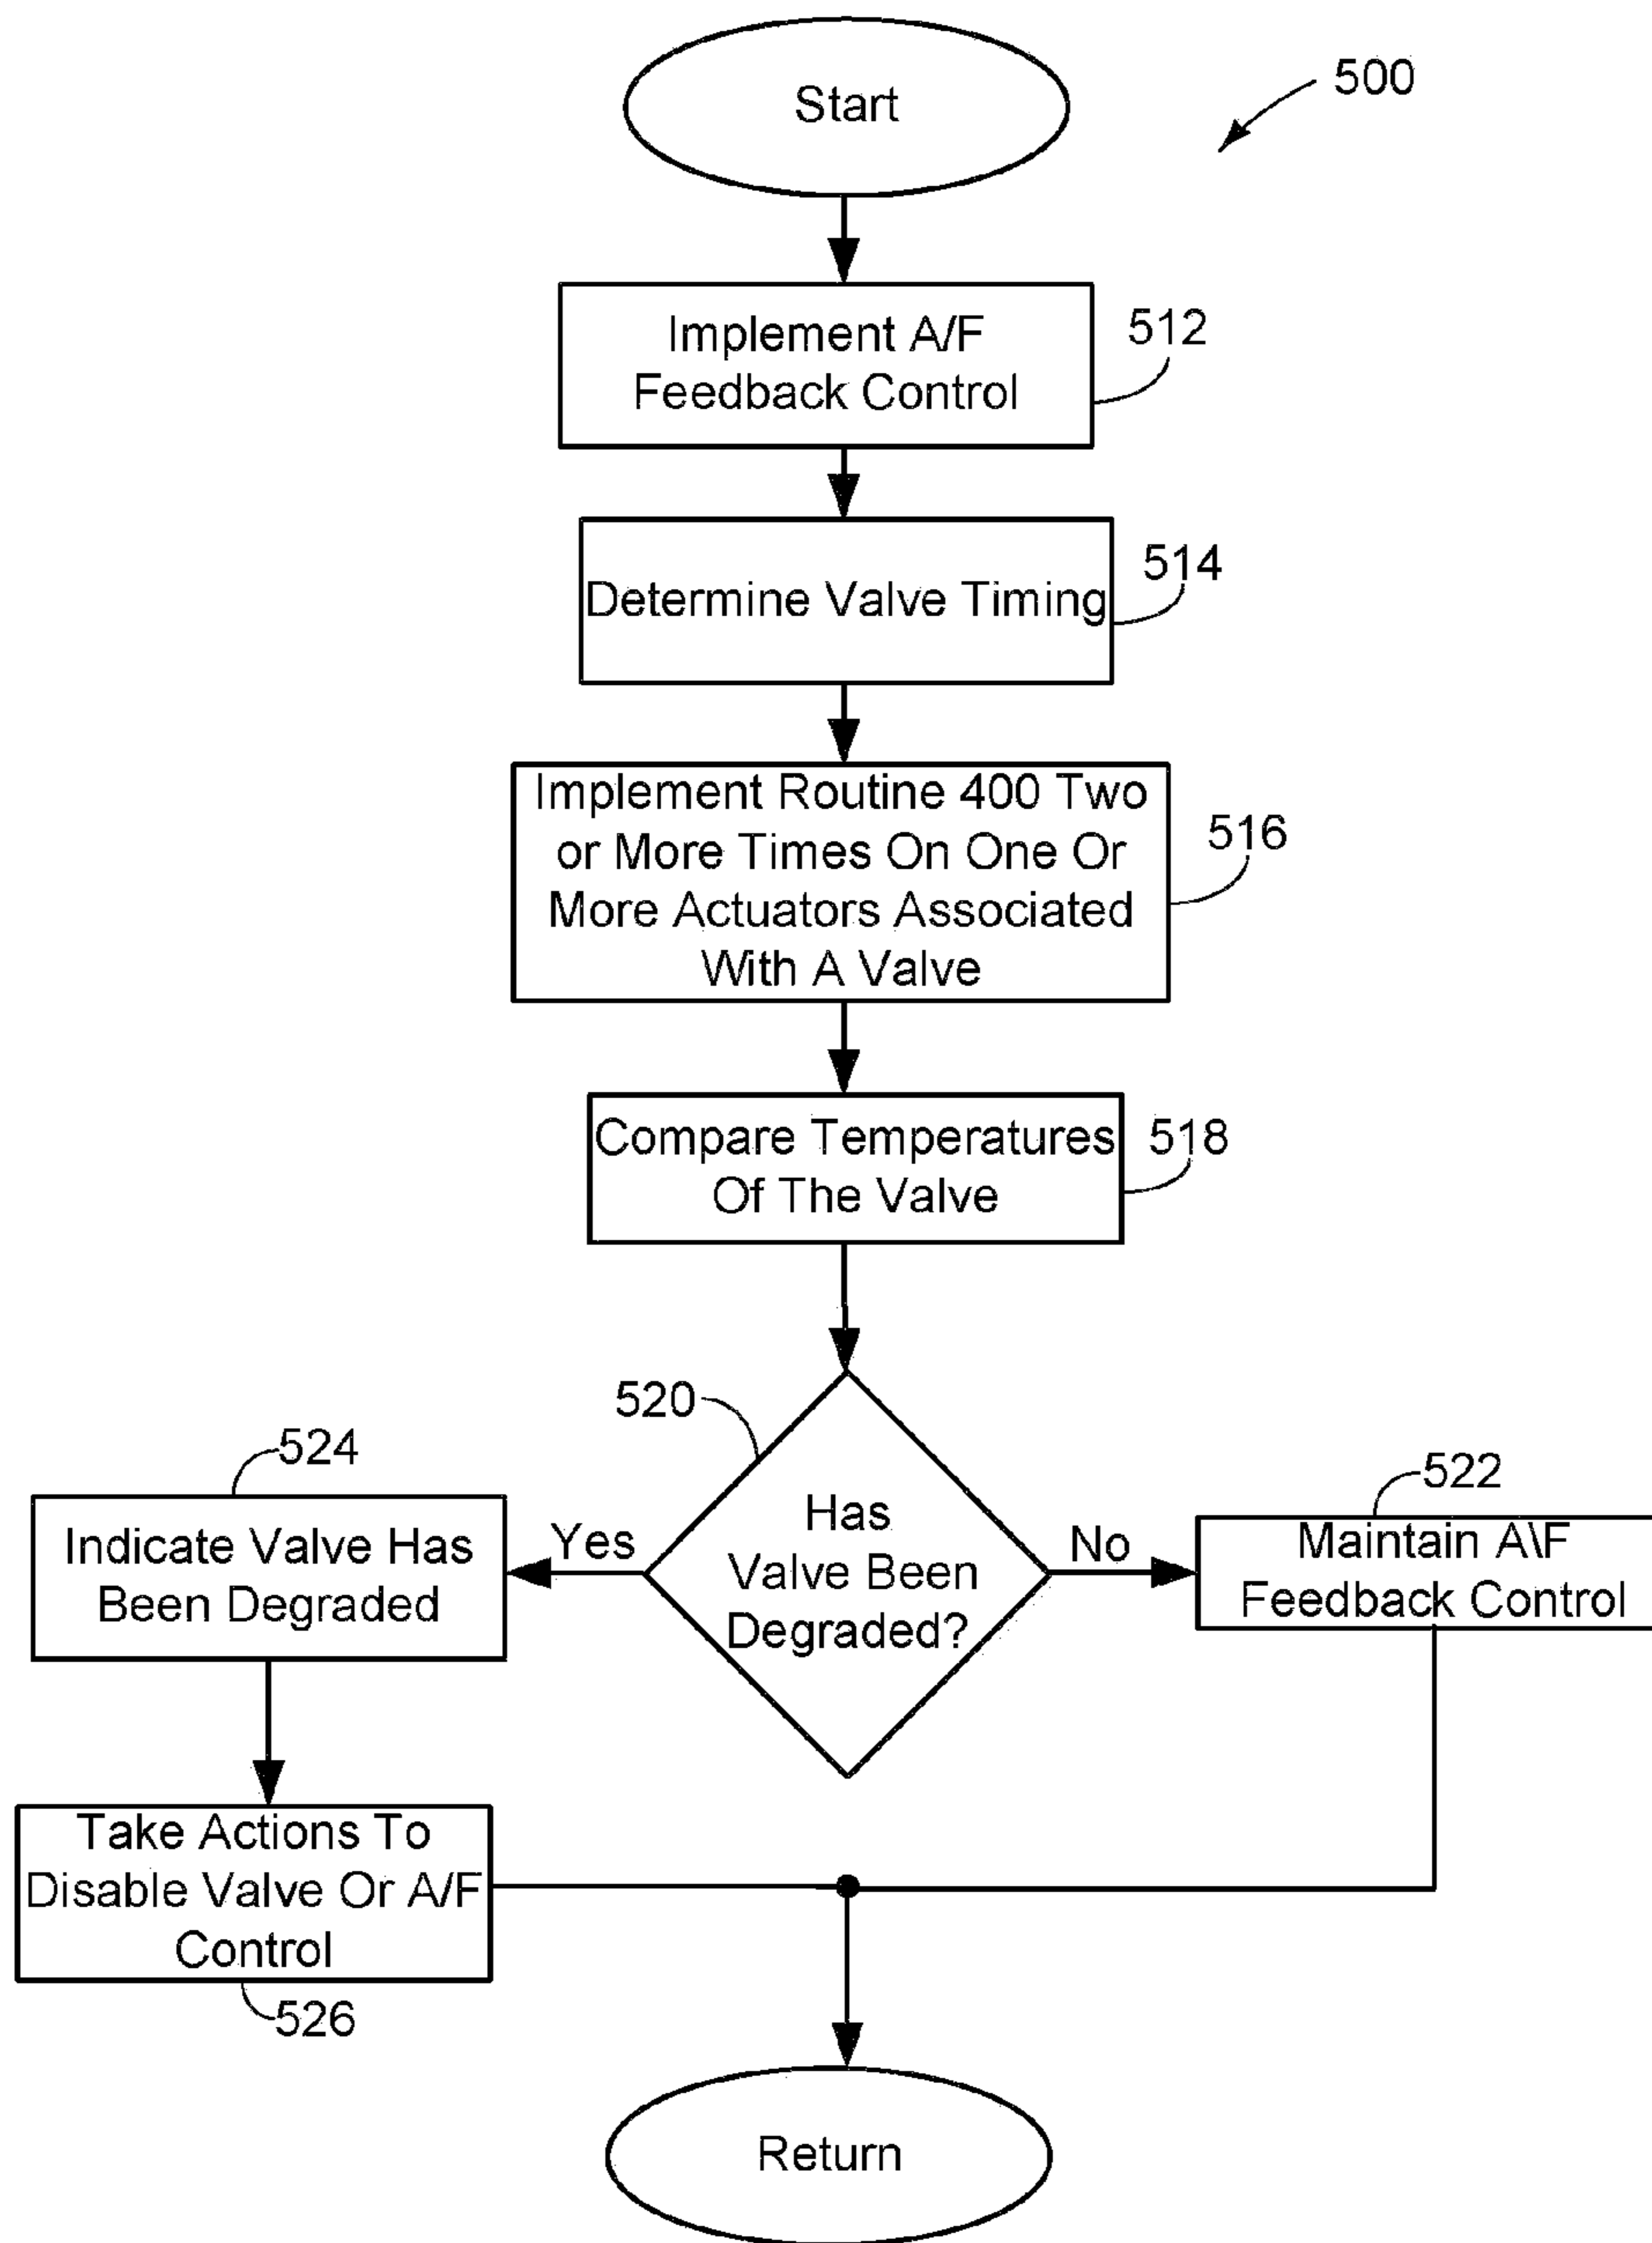 Start
500
Implement A/F
Feedback Control
512
Determine Valve Timing
514
Implement Routine 400 Two
or More Times On One Or
More Actuators Associated
With A Valve
516
Compare Temperatures
Of The Valve
518
520
Has
Valve Been
Degraded?
Yes
No
524
Indicate Valve Has
Been Degraded
522
Maintain A\F
Feedback Control
Take Actions To
Disable Valve Or A/F
Control
526
Return